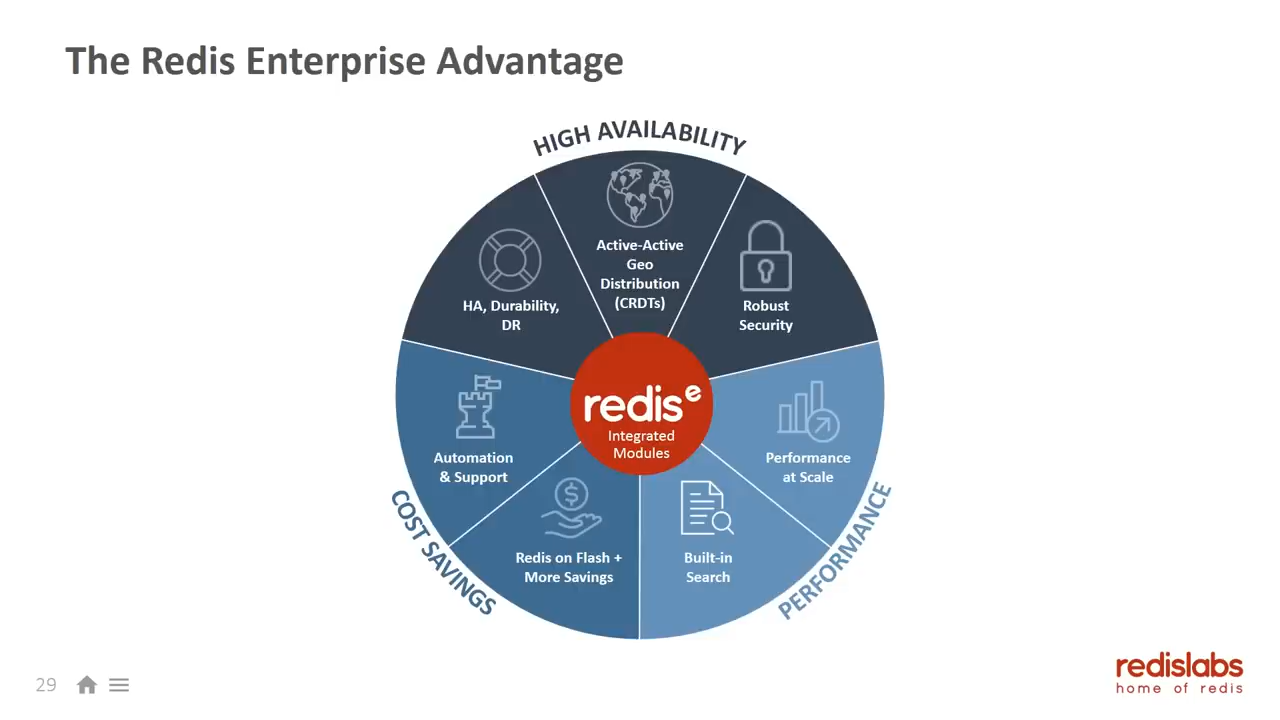 The Redis Enterprise Advantage
HIGH AVAILABILITY
Active-Active
Geo
Distribution
(CRDTs)
HA, Durability,
DR
Robust
Security
redis e
Integrated
Modules
Automation
& Support
Performance
at Scale
Redis on Flash +
More Savings
Built-in
Search
COST SAVINGS
PERFORMANCE
29
redislabs
home of redis